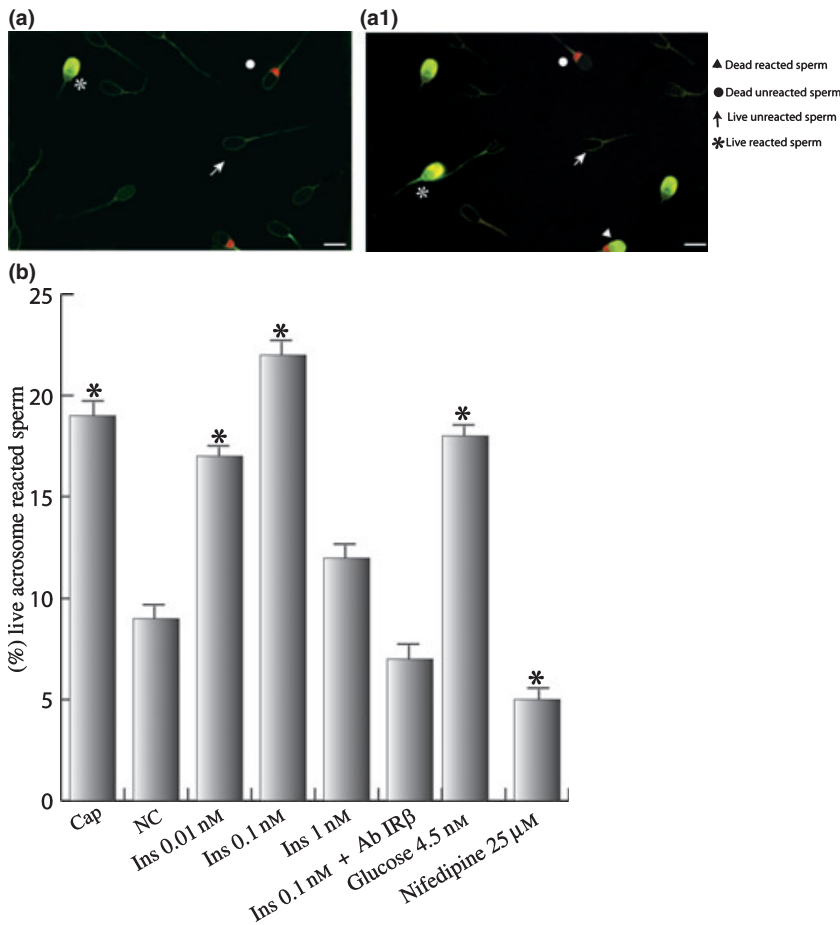 (a)
(a1)
▲ Dead reacted sperm
● Dead unreacted sperm
↑ Live unreacted sperm
* Live reacted sperm
(b)
(%) live acrosome reacted sperm
25
20
15
10
5
0
* * * * *
Cap
NC
Ins 0.01 nM
Ins 0.1 nM
Ins 1 nM
Ins 0.1 nM + Ab IRβ
Glucose 4.5 nM
Nifedipine 25 μM